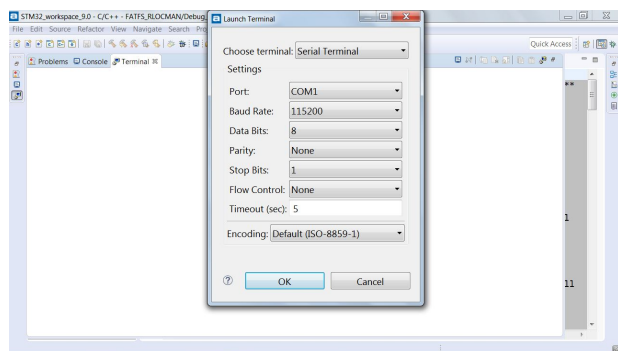 STM32_workspace_9.0 - C/C++ - FATFS_RLOCMAN/Debug
Launch Terminal
File Edit Source Refactor View Navigate Search Pro
Quick Access
Problems Console Terminal
**
Choose terminal: Serial Terminal
Settings
Port: COM1
Baud Rate: 115200
Data Bits: 8
Parity: None
Stop Bits: 1
Flow Control: None
Timeout (sec): 5
Encoding: Default (ISO-8859-1)
1
11
OK Cancel